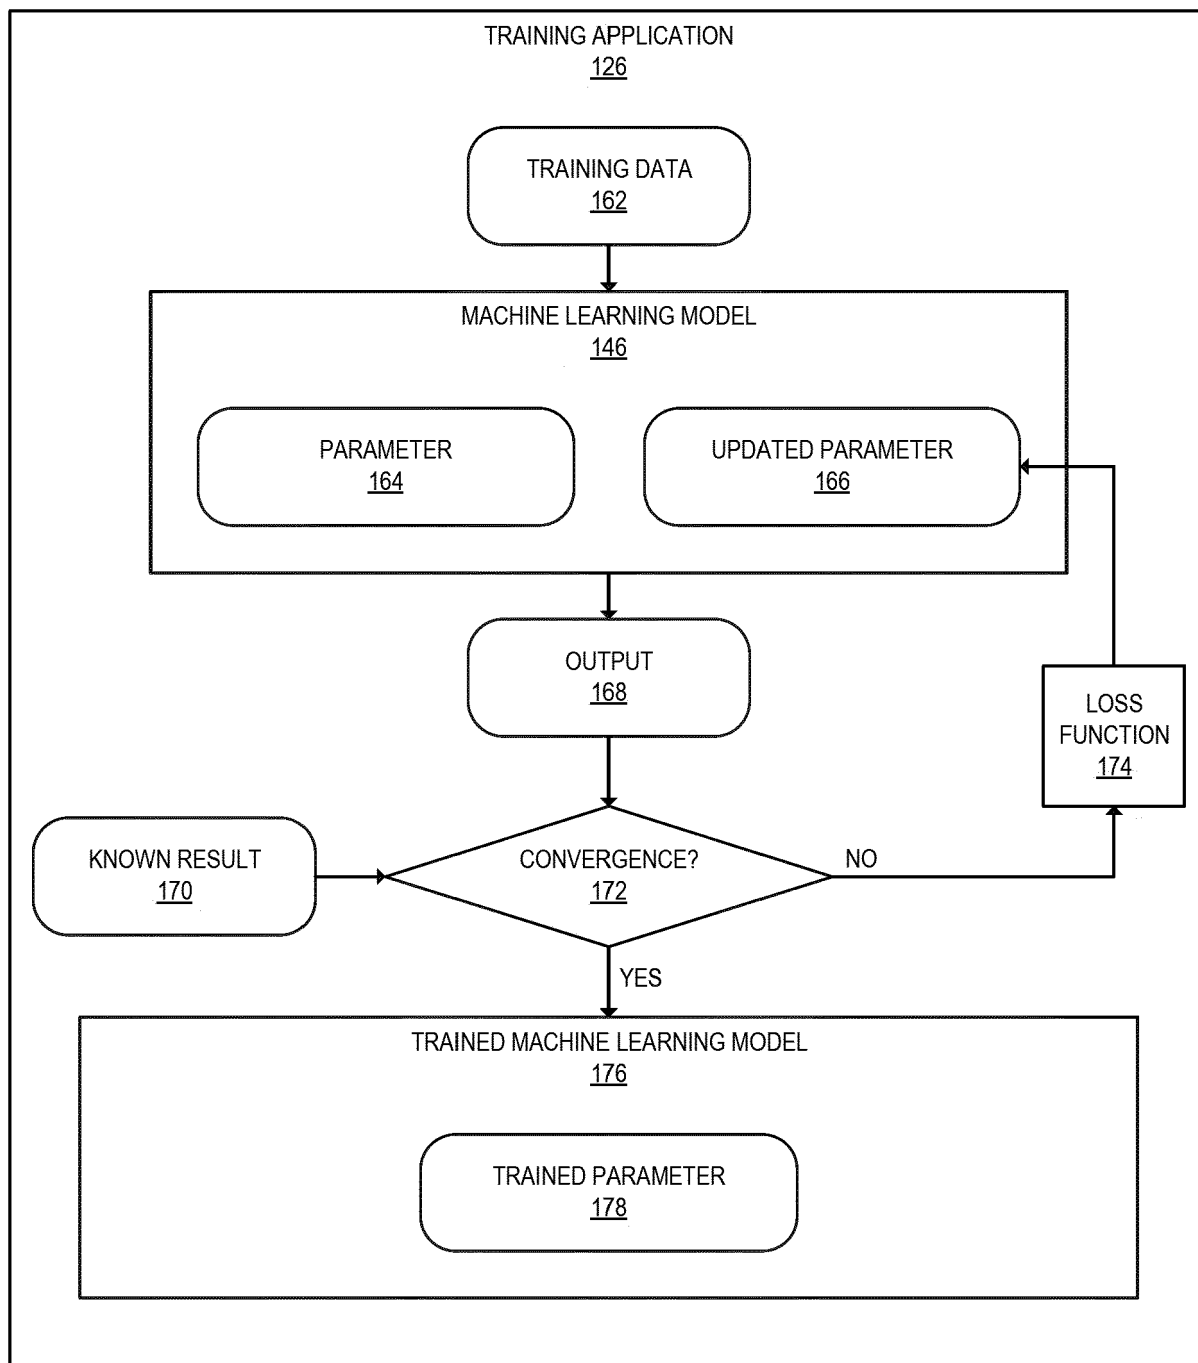 TRAINING APPLICATION
126
TRAINING DATA
162
MACHINE LEARNING MODEL
146
PARAMETER
164
UPDATED PARAMETER
166
OUTPUT
168
LOSS
FUNCTION
174
KNOWN RESULT
170
CONVERGENCE?
172
NO
YES
TRAINED MACHINE LEARNING MODEL
176
TRAINED PARAMETER
178